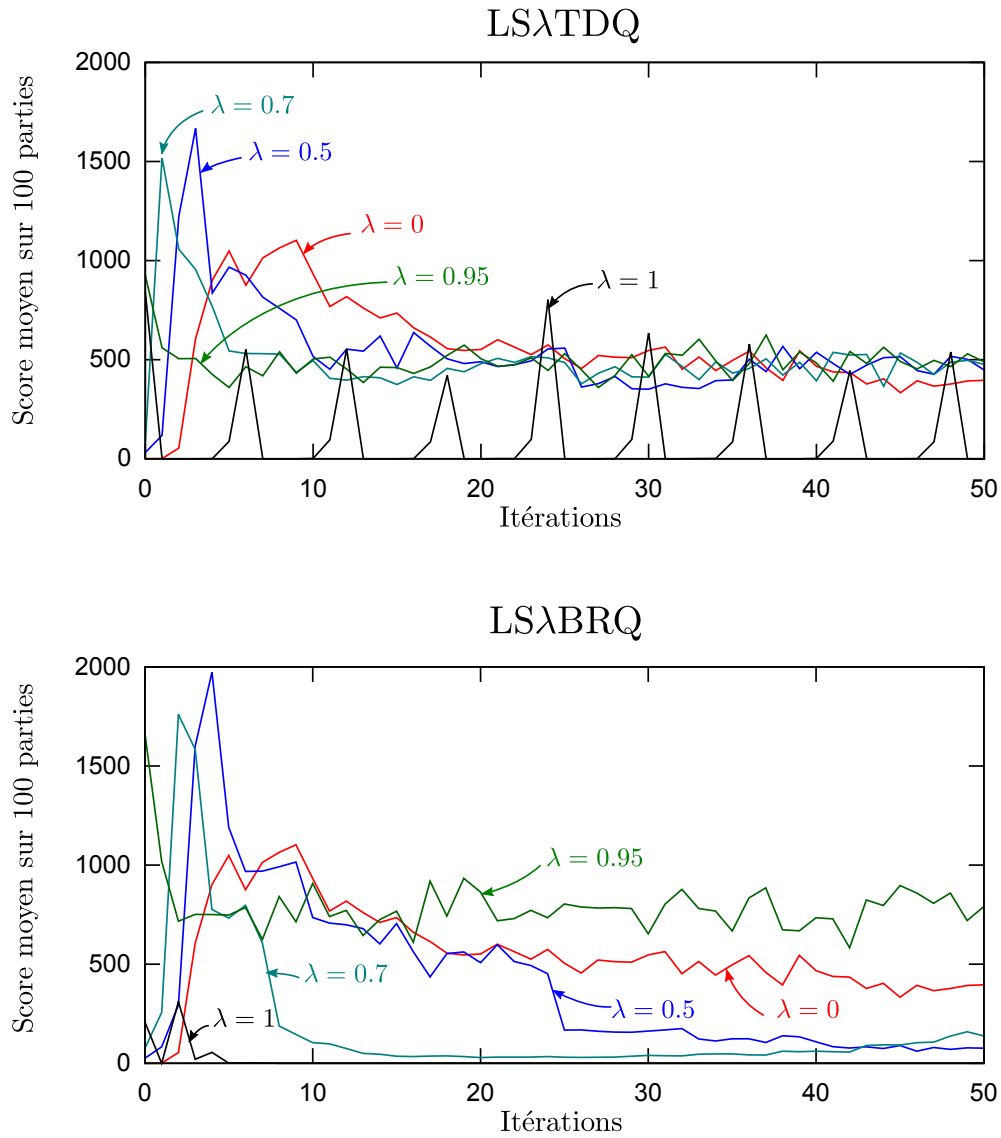 LSλTDQ
2000
1500
1000
500
0
Score moyen sur 100 parties
λ = 0.7
λ = 0.5
λ = 0
λ = 0.95
λ = 1
0 10 20 30 40 50
Itérations
LSλBRQ
2000
1500
1000
500
0
Score moyen sur 100 parties
λ = 0.95
λ = 0.7
λ = 0.5
λ = 0
λ = 1
0 10 20 30 40 50
Itérations